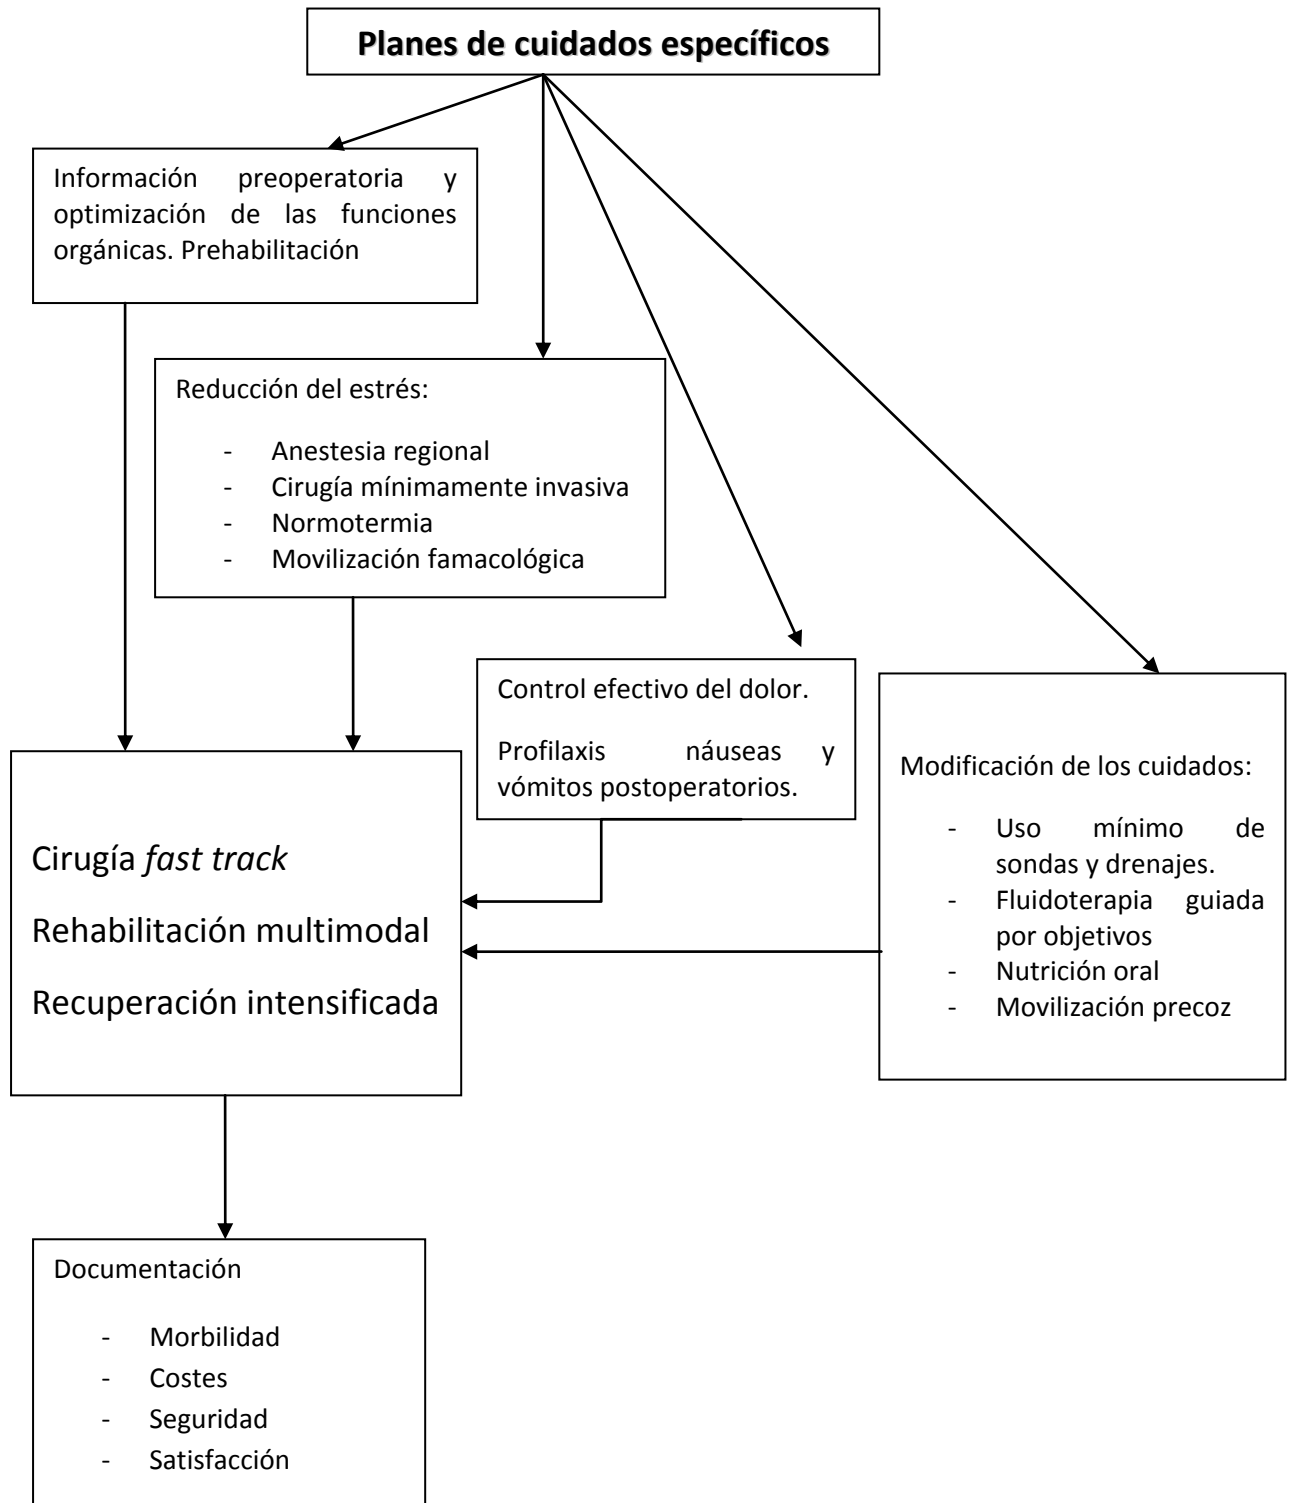 Planes de cuidados específicos
Información preoperatoria y
optimización de las funciones
orgánicas. Prehabilitación
Reducción del estrés:
- Anestesia regional
- Cirugía mínimamente invasiva
- Normotermia
- Movilización famacológica
Control efectivo del dolor.
Profilaxis náuseas y
vómitos postoperatorios.
Modificación de los cuidados:
- Uso mínimo de
sondas y drenajes.
- Fluidoterapia guiada
por objetivos
- Nutrición oral
- Movilización precoz
Cirugía fast track
Rehabilitación multimodal
Recuperación intensificada
Documentación
- Morbilidad
- Costes
- Seguridad
- Satisfacción